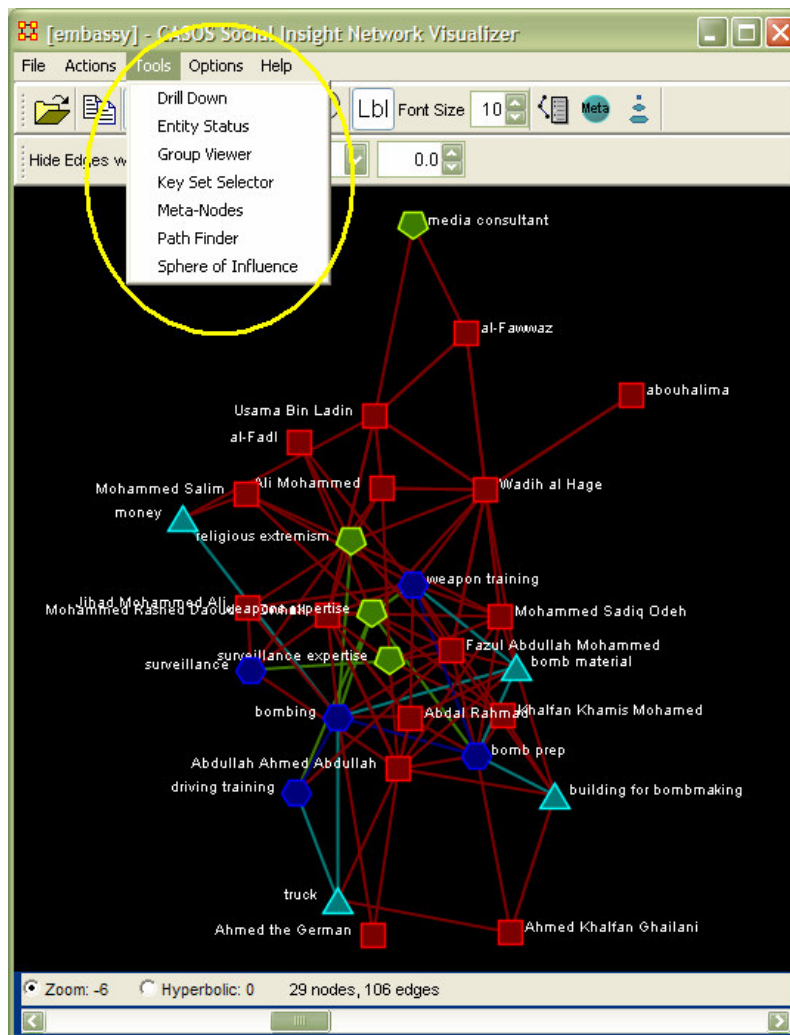 [embassy] - CASOS Social Insight Network Visualizer
File Actions Tools Options Help
Drill Down
Entity Status
Group Viewer
Key Set Selector
Meta-Nodes
Path Finder
Sphere of Influence
Lbl Font Size 10 Meta
Hide Edges 0.0
media consultant
al-Fawwaz
abouhalima
Usama Bin Ladin
al-Fadl
Ali Mohammed
Wadih al Hage
Mohammed Salim
money
religious extremism
weapon training
Jihad Mohammed Ali
Mohammed Rashed Daoud
weapons expertise
Mohammed Sadiq Odeh
Fazul Abdullah Mohammed
surveillance expertise
surveillance
bomb material
bombing
Abdal Rahmad
Khalfan Khamis Mohamed
bomb prep
Abdullah Ahmed Abdullah
driving training
building for bombmaking
truck
Ahmed the German
Ahmed Khalfan Ghailani
Zoom: -6 Hyperbolic: 0 29 nodes, 106 edges